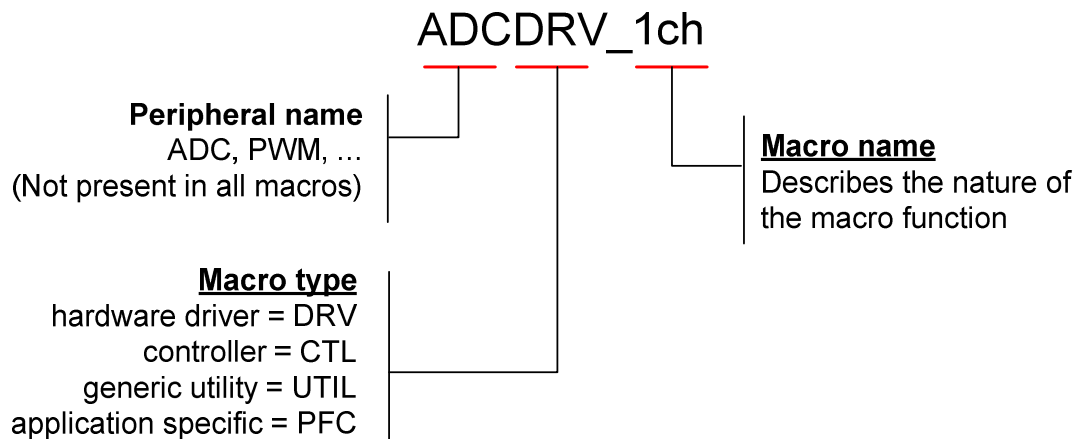 ADCDRV_1ch
Peripheral name
ADC, PWM, ...
(Not present in all macros)
Macro name
Describes the nature of
the macro function
Macro type
hardware driver = DRV
controller = CTL
generic utility = UTIL
application specific = PFC